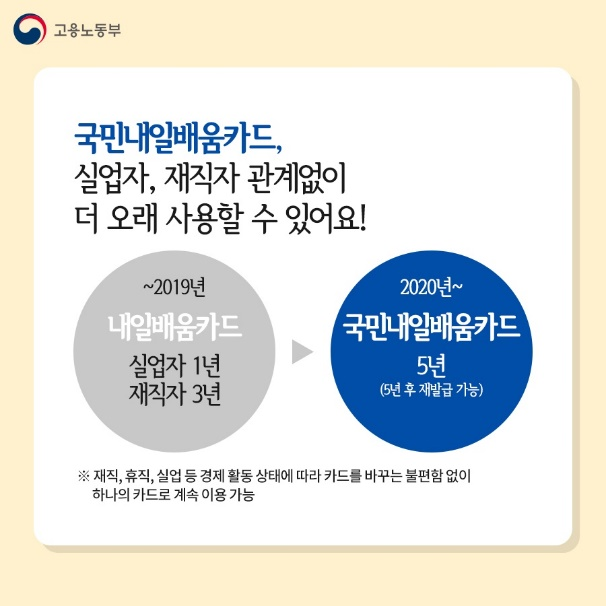 고용노동부
국민내일배움카드,
실업자, 재직자 관계없이
더 오래 사용할 수 있어요!
~2019년
내일배움카드
실업자 1년
재직자 3년
2020년~
국민내일배움카드
5년
(5년 후 재발급 가능)
※ 재직, 휴직, 실업 등 경제 활동 상태에 따라 카드를 바꾸는 불편함 없이
하나의 카드로 계속 이용 가능